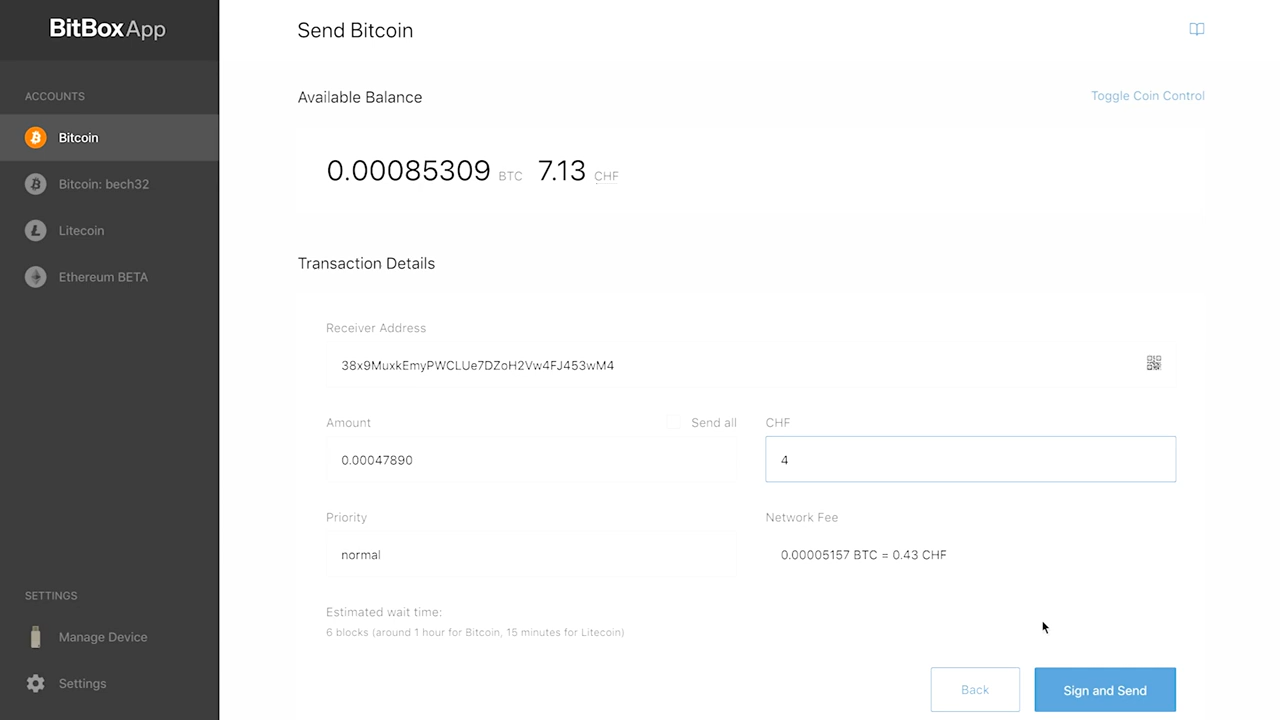 BitBox App
Send Bitcoin
ACCOUNTS
Available Balance
Toggle Coin Control
Bitcoin
0.00085309 BTC 7.13 CHF
Bitcoin: bech32
Litecoin
Transaction Details
Ethereum BETA
Receiver Address
38x9MuxkEmyPWCLUe7DZoH2Vw4FJ453wM4
Amount
Send all
CHF
0.00047890
4
Priority
Network Fee
normal
0.00005157 BTC = 0.43 CHF
SETTINGS
Estimated wait time:
6 blocks (around 1 hour for Bitcoin, 15 minutes for Litecoin)
Manage Device
Settings
Back
Sign and Send